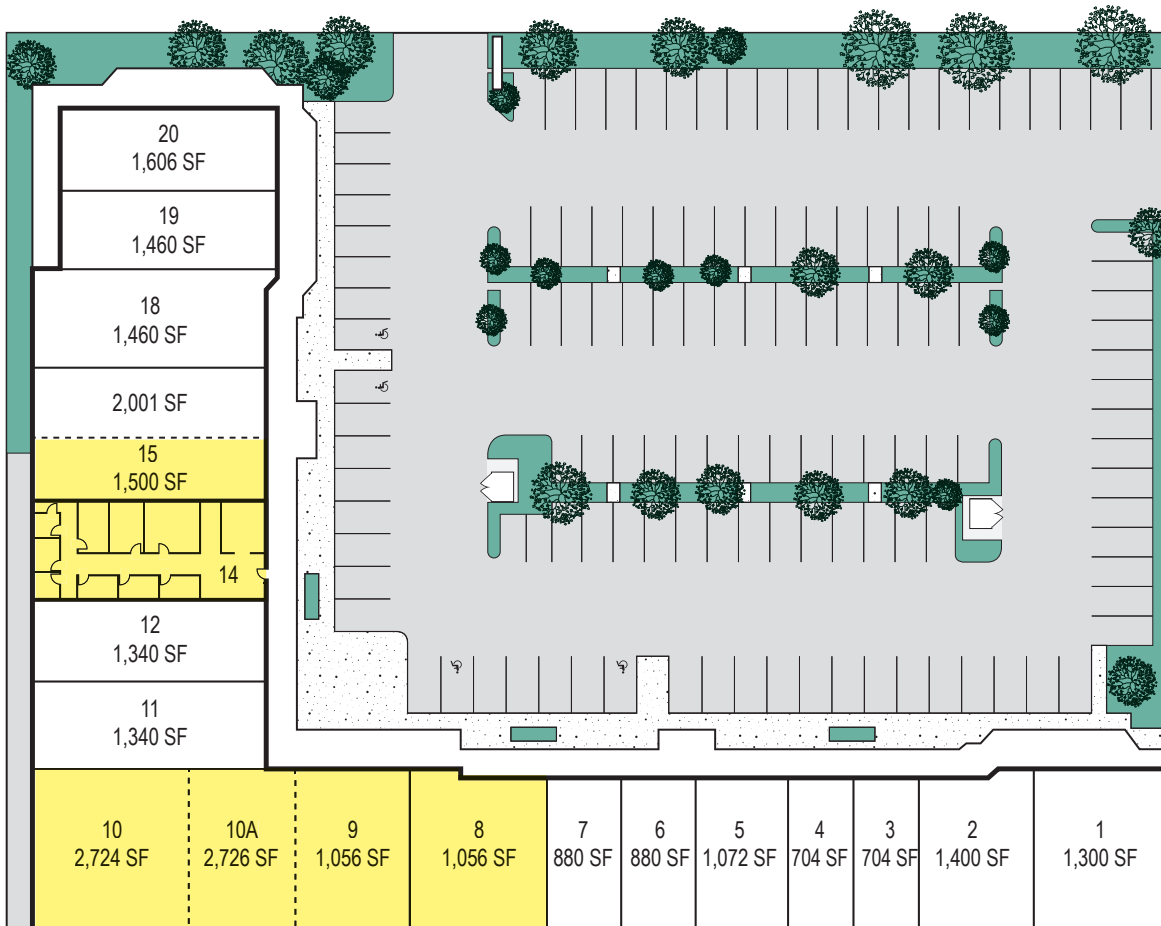 20
1,606 SF
19
1,460 SF
18
1,460 SF
2,001 SF
15
1,500 SF
14
12
1,340 SF
11
1,340 SF
10
2,724 SF
10A
2,726 SF
9
1,056 SF
8
1,056 SF
7
880 SF
6
880 SF
5
1,072 SF
4
704 SF
3
704 SF
2
1,400 SF
1
1,300 SF